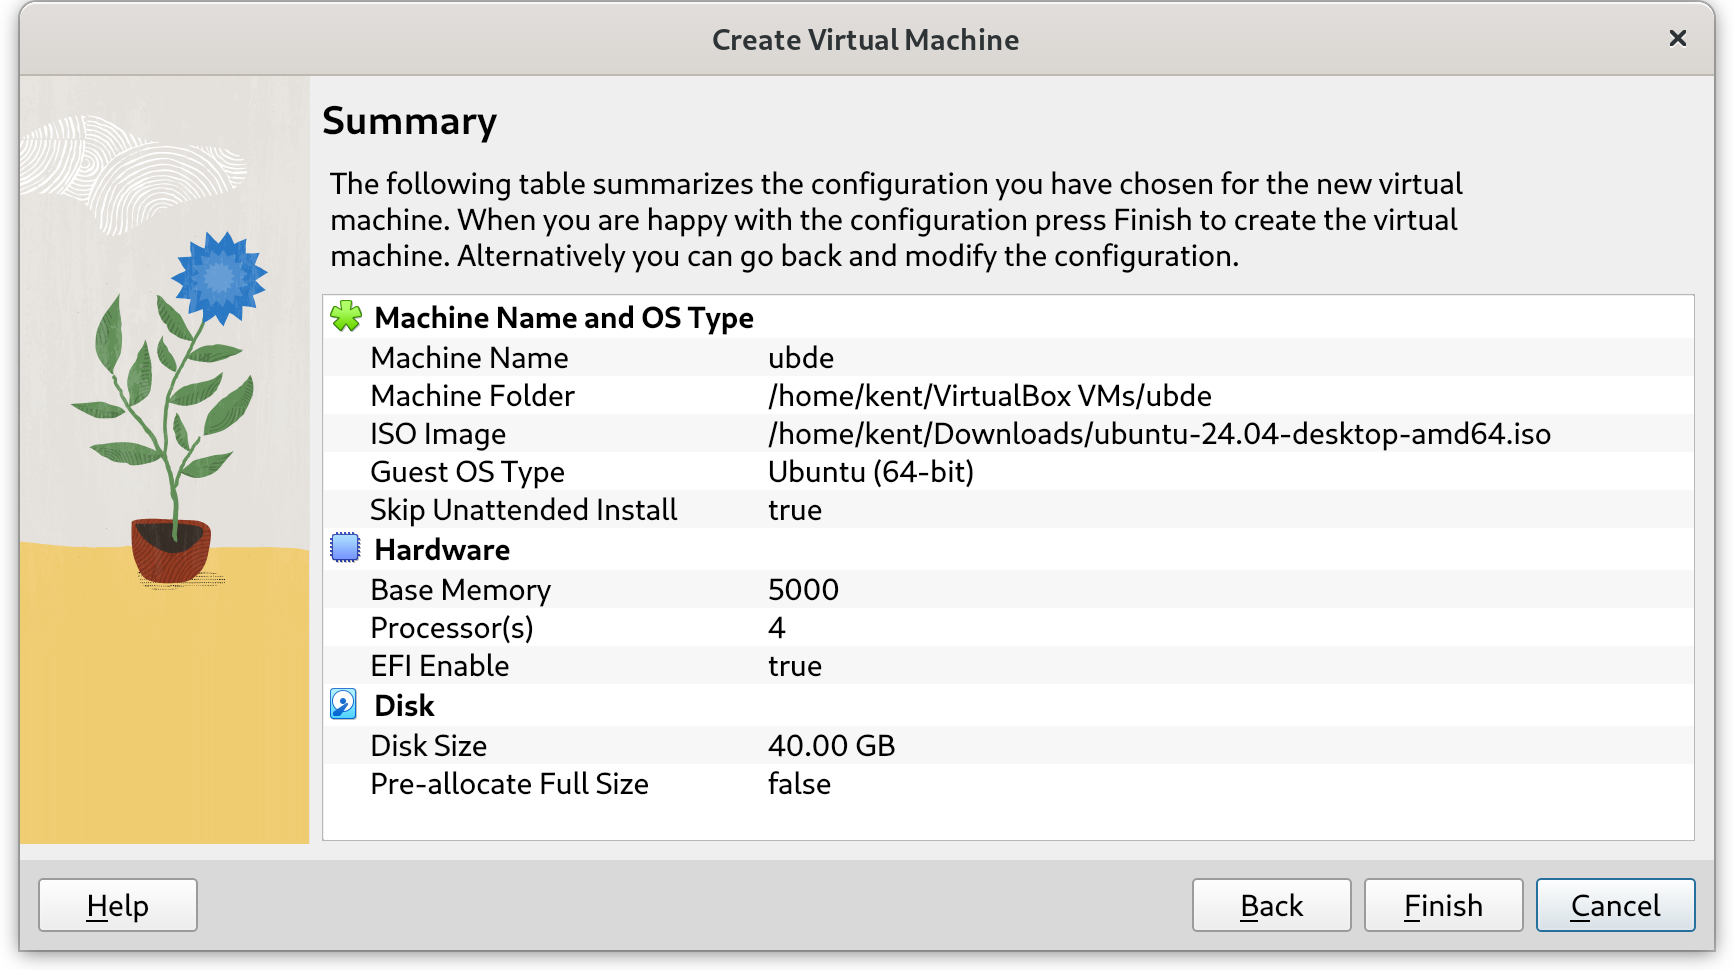 Create Virtual Machine
Summary
The following table summarizes the configuration you have chosen for the new virtual
machine. When you are happy with the configuration press Finish to create the virtual
machine. Alternatively you can go back and modify the configuration.
Machine Name and OS Type
Machine Name ubde
Machine Folder /home/kent/VirtualBox VMs/ubde
ISO Image /home/kent/Downloads/ubuntu-24.04-desktop-amd64.iso
Guest OS Type Ubuntu (64-bit)
Skip Unattended Install true
Hardware
Base Memory 5000
Processor(s) 4
EFI Enable true
Disk
Disk Size 40.00 GB
Pre-allocate Full Size false
Help Back Finish Cancel